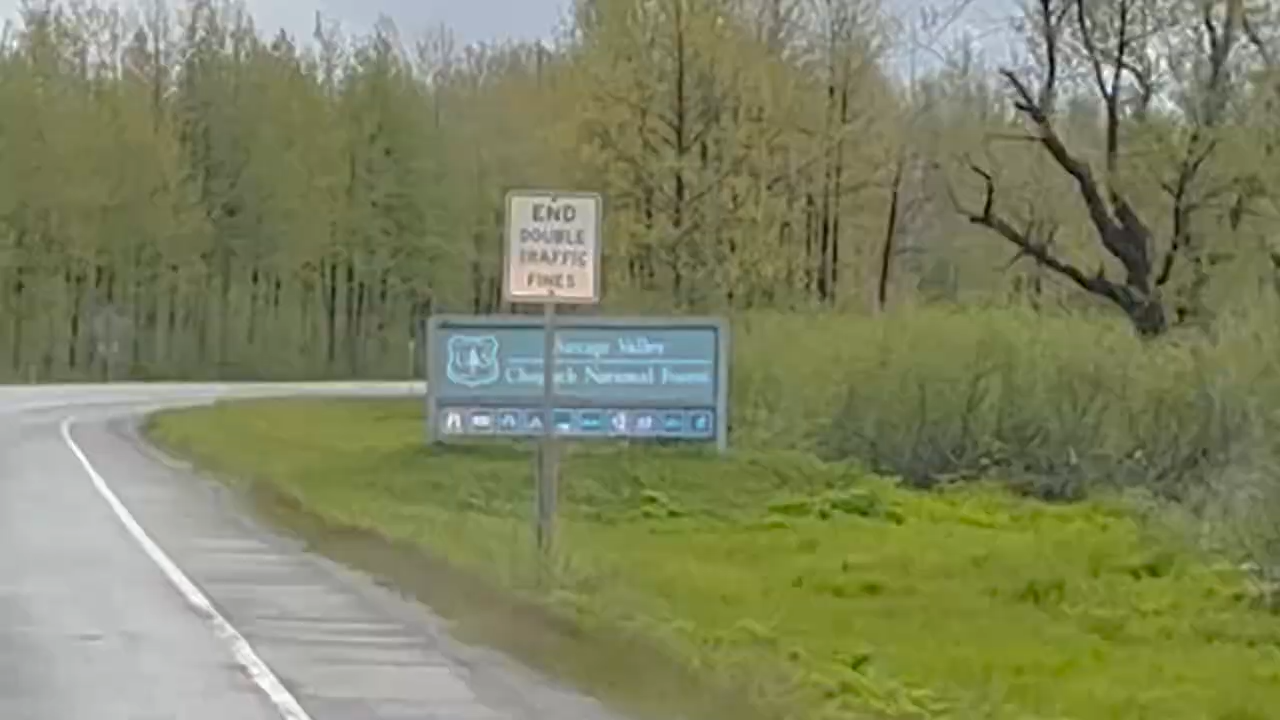 END
DOUBLE
TRAFFIC
FINES
Valley
National Forest